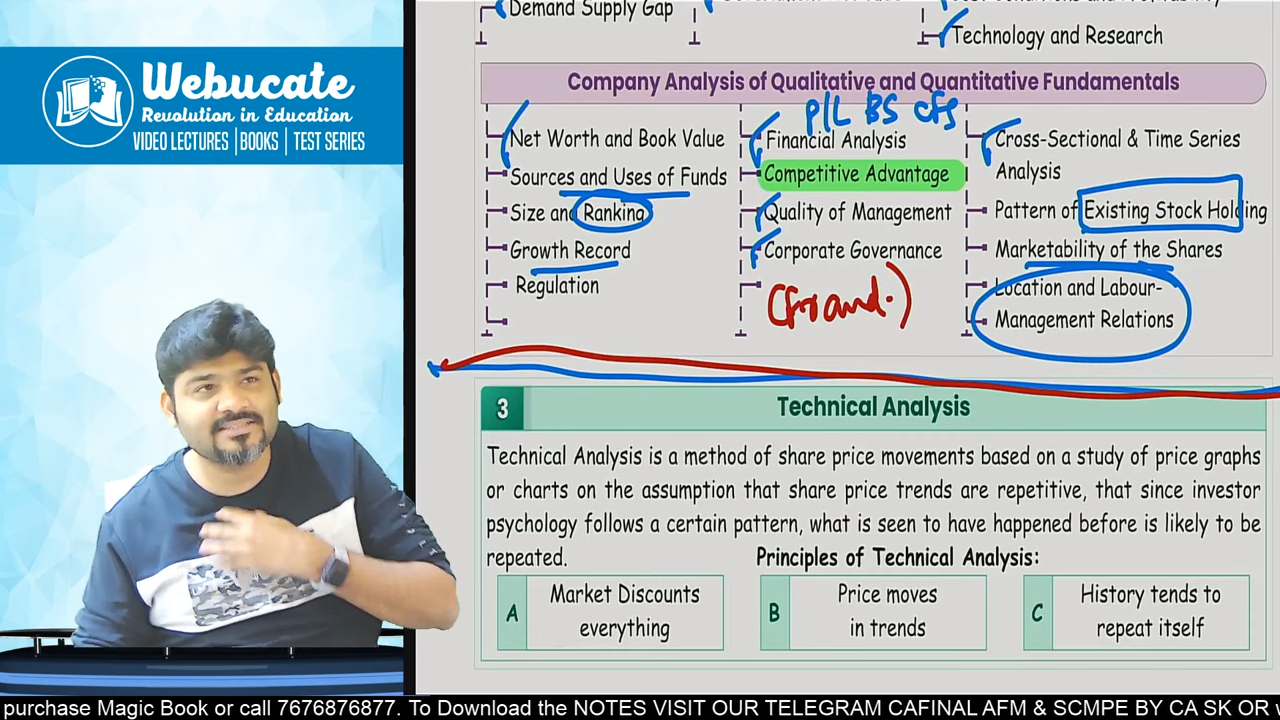 Webucate
Revolution in Education
VIDEO LECTURES | BOOKS | TEST SERIES
Demand Supply Gap
Technology and Research
Company Analysis of Qualitative and Quantitative Fundamentals
P/L BS CFS
Net Worth and Book Value
Sources and Uses of Funds
Size and Ranking
Growth Record
Regulation
Financial Analysis
Competitive Advantage
Quality of Management
Corporate Governance
(fraud.)
Cross-Sectional & Time Series
Analysis
Pattern of Existing Stock Holding
Marketability of the Shares
Location and Labour-
Management Relations
3 Technical Analysis
Technical Analysis is a method of share price movements based on a study of price graphs
or charts on the assumption that share price trends are repetitive, that since investor
psychology follows a certain pattern, what is seen to have happened before is likely to be
repeated.
Principles of Technical Analysis:
A Market Discounts
everything
B Price moves
in trends
C History tends to
repeat itself
purchase Magic Book or call 7676876877. To Download the NOTES VISIT OUR TELEGRAM CAFINAL AFM & SCMPE BY CA SK OR